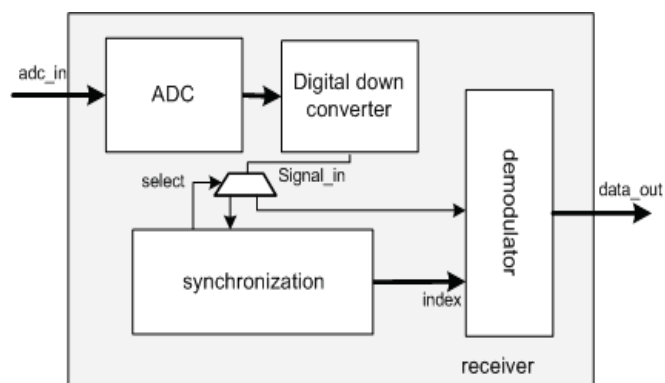 adc_in
ADC
Digital down
converter
select
Signal_in
demodulator
data_out
synchronization
index
receiver